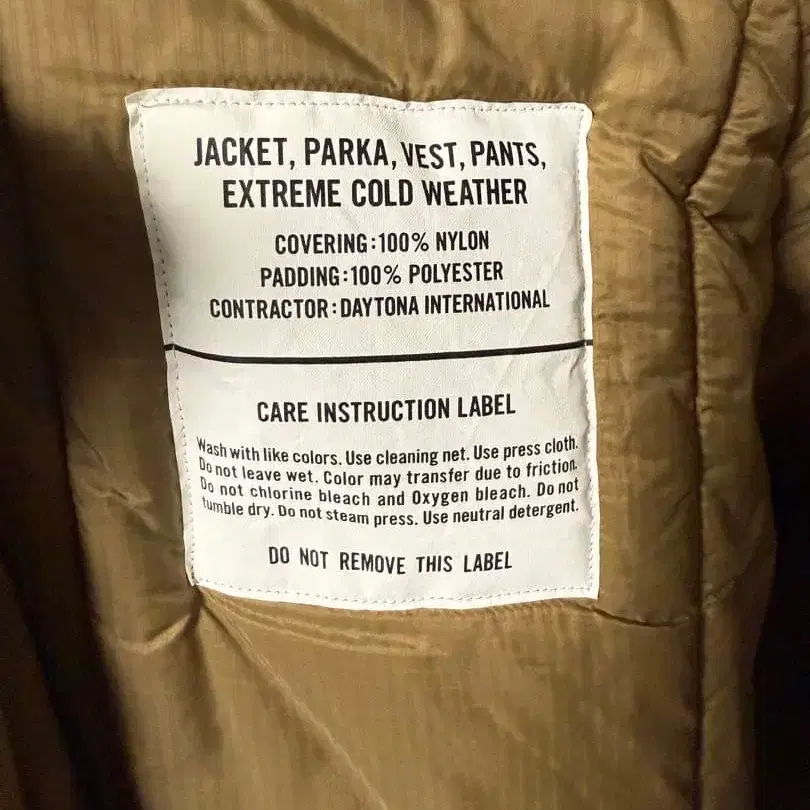 JACKET, PARKA, VEST, PANTS,
EXTREME COLD WEATHER
COVERING:100% NYLON
PADDING:100% POLYESTER
CONTRACTOR:DAYTONA INTERNATIONAL
CARE INSTRUCTION LABEL
Wash with like colors. Use cleaning net. Use press cloth.
Do not leave wet. Color may transfer due to friction.
Do not chlorine bleach and Oxygen bleach. Do not
tumble dry. Do not steam press. Use neutral detergent.
DO NOT REMOVE THIS LABEL